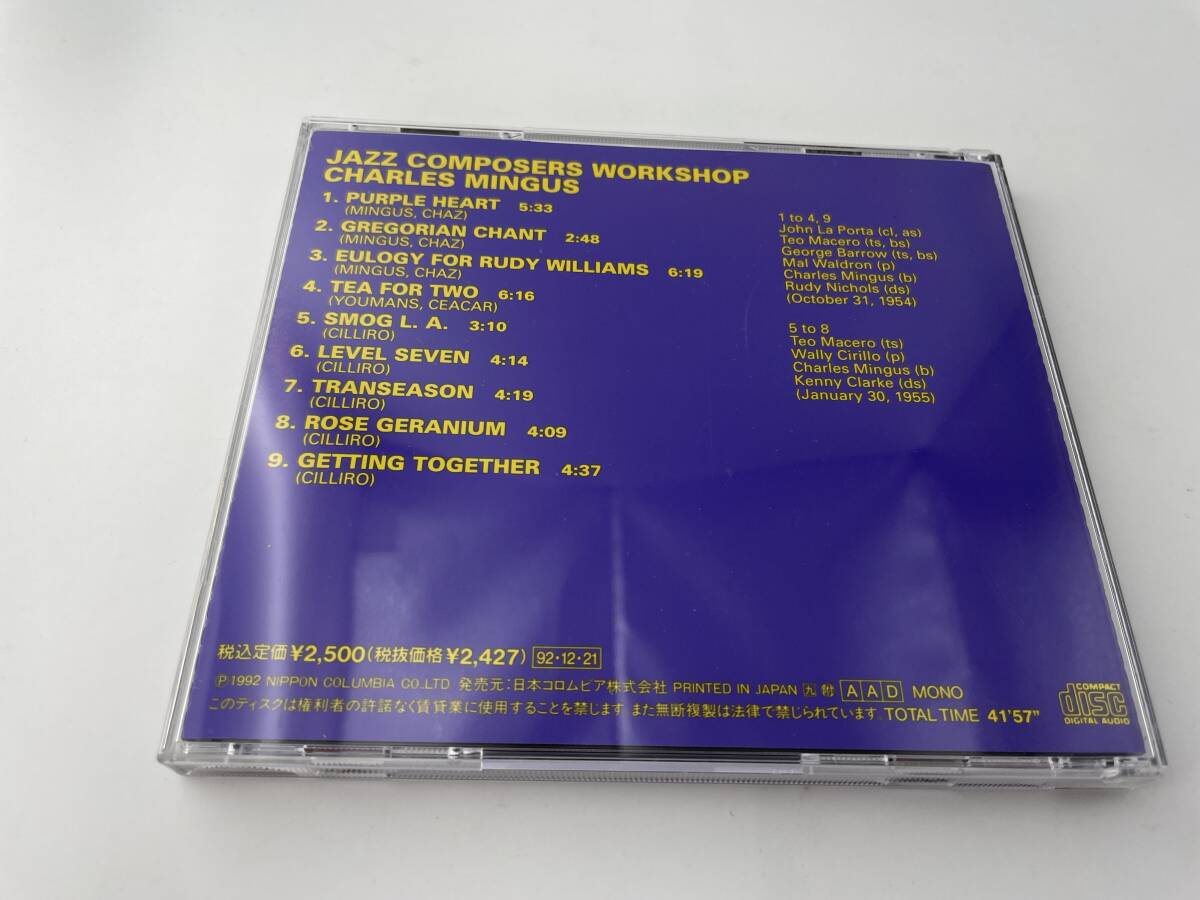 JAZZ COMPOSERS WORKSHOP
CHARLES MINGUS
1. PURPLE HEART 5:33
(MINGUS, CHAZ)
2. GREGORIAN CHANT 2:48
(MINGUS, CHAZ)
3. EULOGY FOR RUDY WILLIAMS 6:19
(MINGUS, CHAZ)
4. TEA FOR TWO 6:16
(YOUMANS, CEACAR)
5. SMOG L. A. 3:10
(CILLIRO)
6. LEVEL SEVEN 4:14
(CILLIRO)
7. TRANSEASON 4:19
(CILLIRO)
8. ROSE GERANIUM 4:09
(CILLIRO)
9. GETTING TOGETHER 4:37
(CILLIRO)
1 to 4, 9
John La Porta (cl, as)
Teo Macero (ts, bs)
George Barrow (ts, bs)
Mal Waldron (p)
Charles Mingus (b)
Rudy Nichols (ds)
(October 31, 1954)
5 to 8
Teo Macero (ts)
Wally Cirillo (p)
Charles Mingus (b)
Kenny Clarke (ds)
(January 30, 1955)
税込定価¥2,500(税抜価格¥2,427) 92・12・21
Ⓟ1992 NIPPON COLUMBIA CO.,LTD 発売元:日本コロムビア株式会社 PRINTED IN JAPAN 九 附 A A D MONO
このディスクは権利者の許諾なく賃貸業に使用することを禁じます また無断複製は法律で禁じられています. TOTAL TIME 41'57"
COMPACT
disc
DIGITAL AUDIO